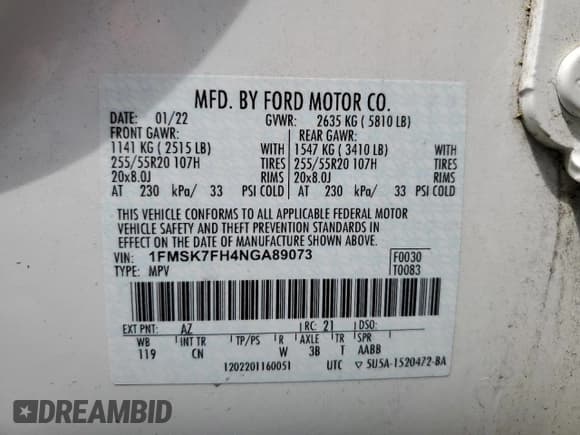 MFD. BY FORD MOTOR CO.
DATE: 01/22 GVWR: 2635 KG ( 5810 LB)
FRONT GAWR: REAR GAWR:
1141 KG ( 2515 LB) WITH 1547 KG ( 3410 LB) WITH
255/55R20 107H TIRES 255/55R20 107H TIRES
20x8.0J RIMS 20x8.0J RIMS
AT 230 kPa/ 33 PSI COLD AT 230 kPa/ 33 PSI COLD
THIS VEHICLE CONFORMS TO ALL APPLICABLE FEDERAL MOTOR
VEHICLE SAFETY AND THEFT PREVENTION STANDARDS IN
EFFECT ON THE DATE OF MANUFACTURE SHOWN ABOVE.
VIN: 1FMSK7FH4NGA89073 F0030
TYPE: MPV T0083
EXT PNT: AZ RC: 21 DSO:
WB INT TR TP/PS R AXLE TR SPR
119 CN W 3B T AABB
1202201160051 UTC ▽ 5U5A-1520472-BA
DREAMBID